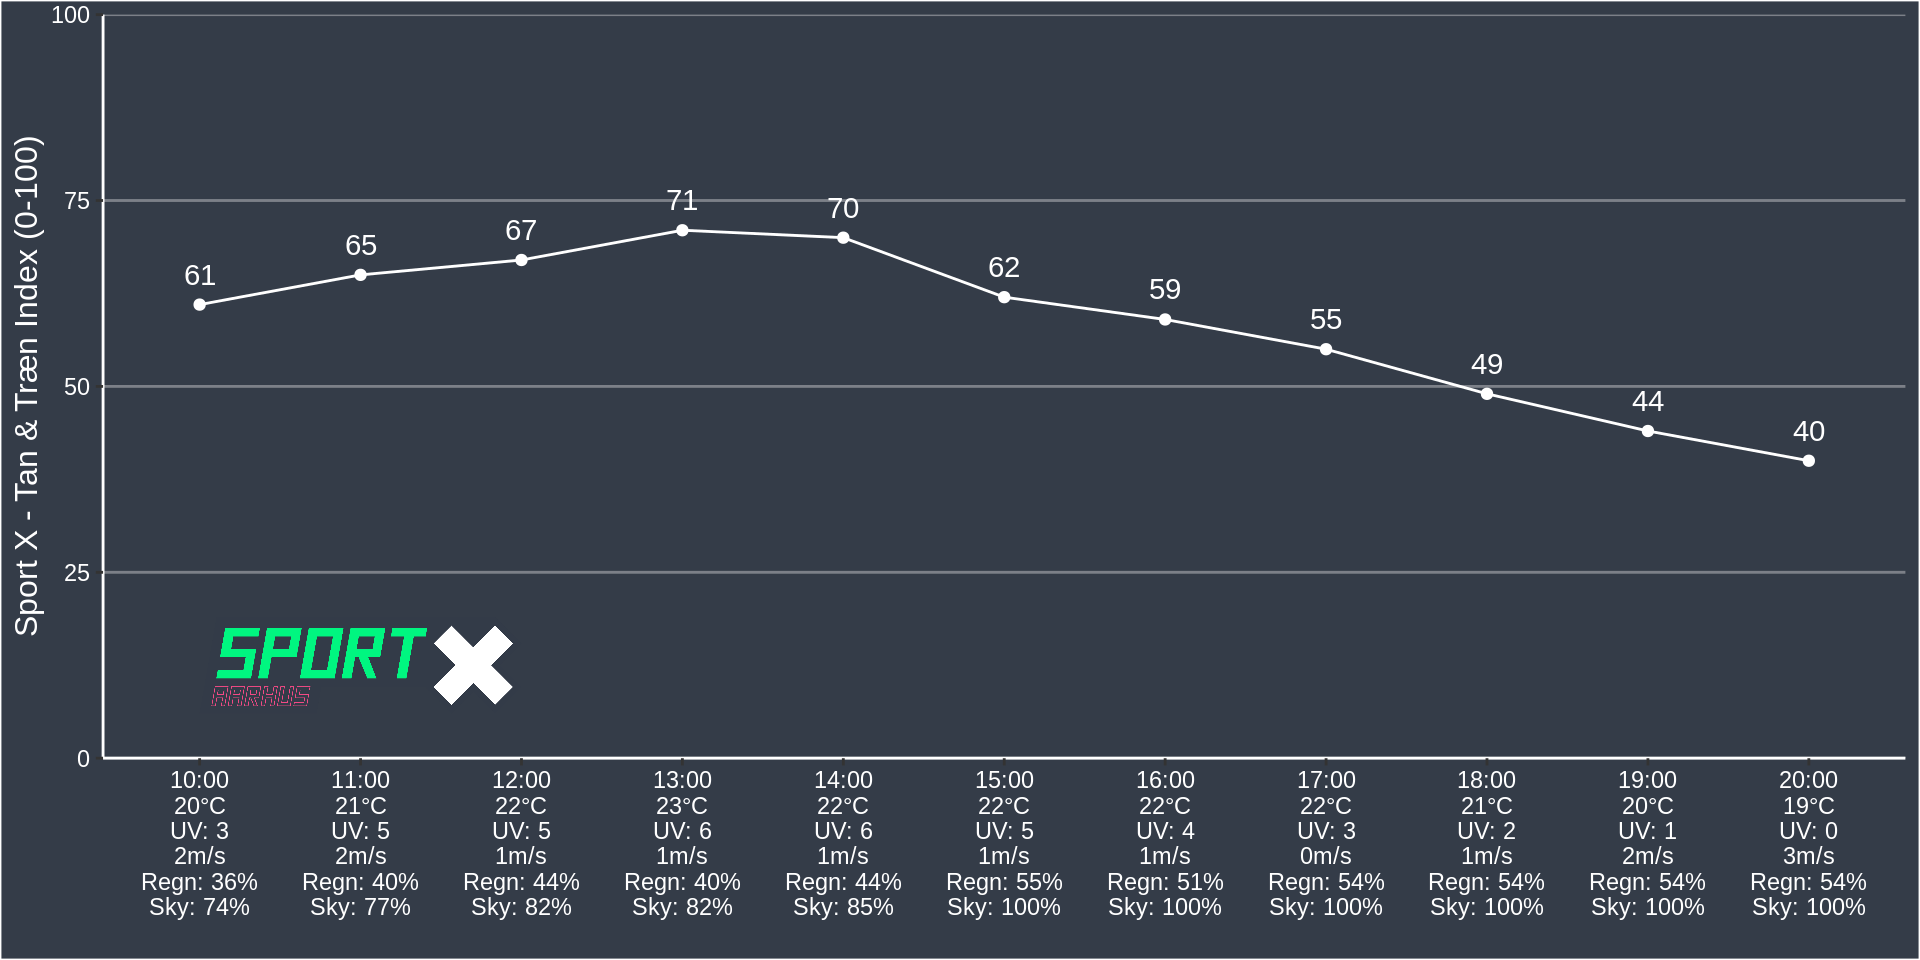 Sport X - Tan & Træn Index (0-100)
100
75
50
25
0
61
65
67
71
70
62
59
55
49
44
40
SPORT X
AARHUS
10:00 11:00 12:00 13:00 14:00 15:00 16:00 17:00 18:00 19:00 20:00
20°C 21°C 22°C 23°C 22°C 22°C 22°C 22°C 21°C 20°C 19°C
UV: 3 UV: 5 UV: 5 UV: 6 UV: 6 UV: 5 UV: 4 UV: 3 UV: 2 UV: 1 UV: 0
2m/s 2m/s 1m/s 1m/s 1m/s 1m/s 1m/s 0m/s 1m/s 2m/s 3m/s
Regn: 36% Regn: 40% Regn: 44% Regn: 40% Regn: 44% Regn: 55% Regn: 51% Regn: 54% Regn: 54% Regn: 54% Regn: 54%
Sky: 74% Sky: 77% Sky: 82% Sky: 82% Sky: 85% Sky: 100% Sky: 100% Sky: 100% Sky: 100% Sky: 100% Sky: 100%